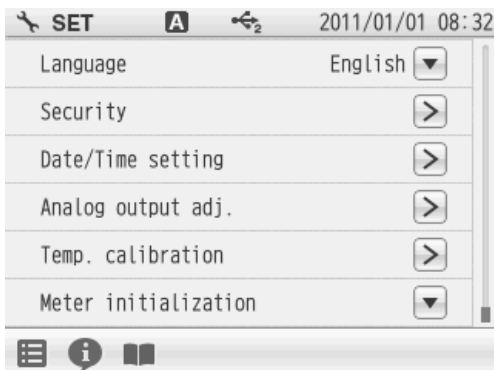 SET A 2 2011/01/01 08:32
Language English
Security
Date/Time setting
Analog output adj.
Temp. calibration
Meter initialization